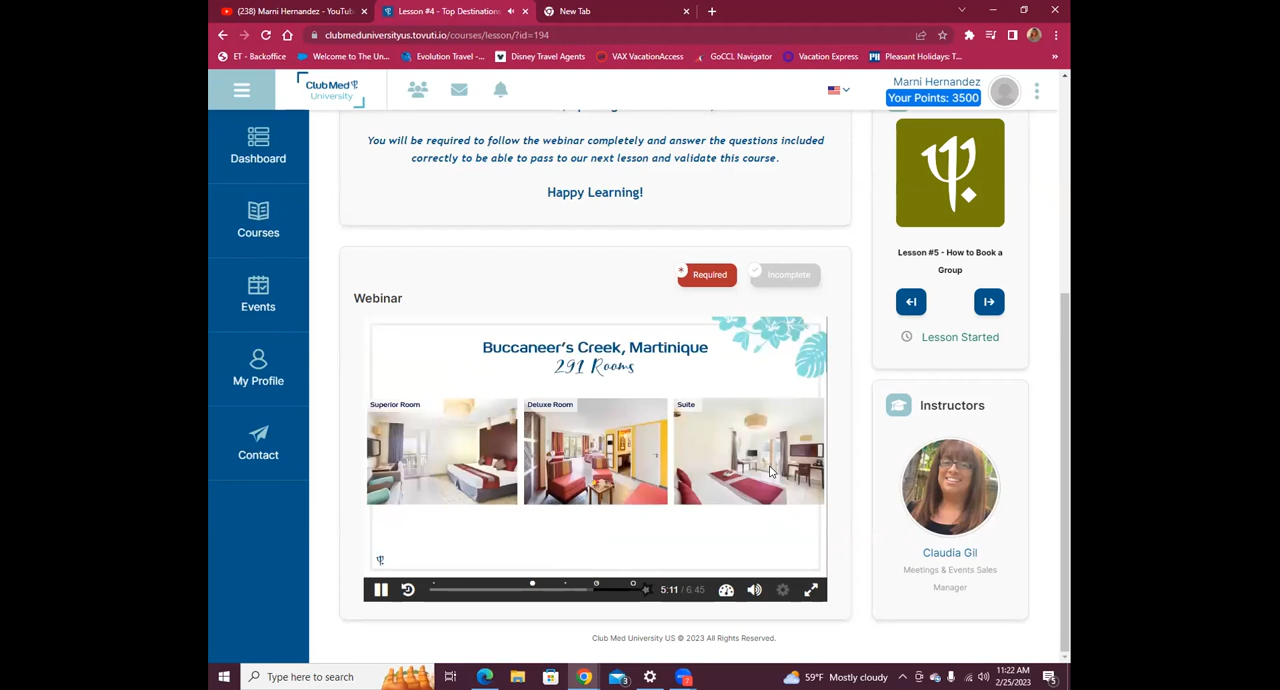 (238) Marni Hernandez - YouTu
Lesson #4 - Top Destinations
New Tab
clubmeduniversityus.tovuti.io/courses/lesson/?id=194
ET - Backoffice
Welcome to The Un...
Evolution Travel -...
Disney Travel Agents
VAX VacationAccess
GoCCL Navigator
Vacation Express
Pleasant Holidays: T...
Club Med
University
Marni Hernandez
Your Points: 3500
Dashboard
Courses
Events
My Profile
Contact
You will be required to follow the webinar completely and answer the questions included
correctly to be able to pass to our next lesson and validate this course.
Happy Learning!
Required
Incomplete
Webinar
Buccaneer's Creek, Martinique
291 Rooms
Superior Room
Deluxe Room
Suite
5:11 / 6:45
Lesson #5 - How to Book a
Group
Lesson Started
Instructors
Claudia Gil
Meetings & Events Sales
Manager
Club Med University US © 2023 All Rights Reserved.
Type here to search
3
7
59°F Mostly cloudy
11:22 AM
2/25/2023
5